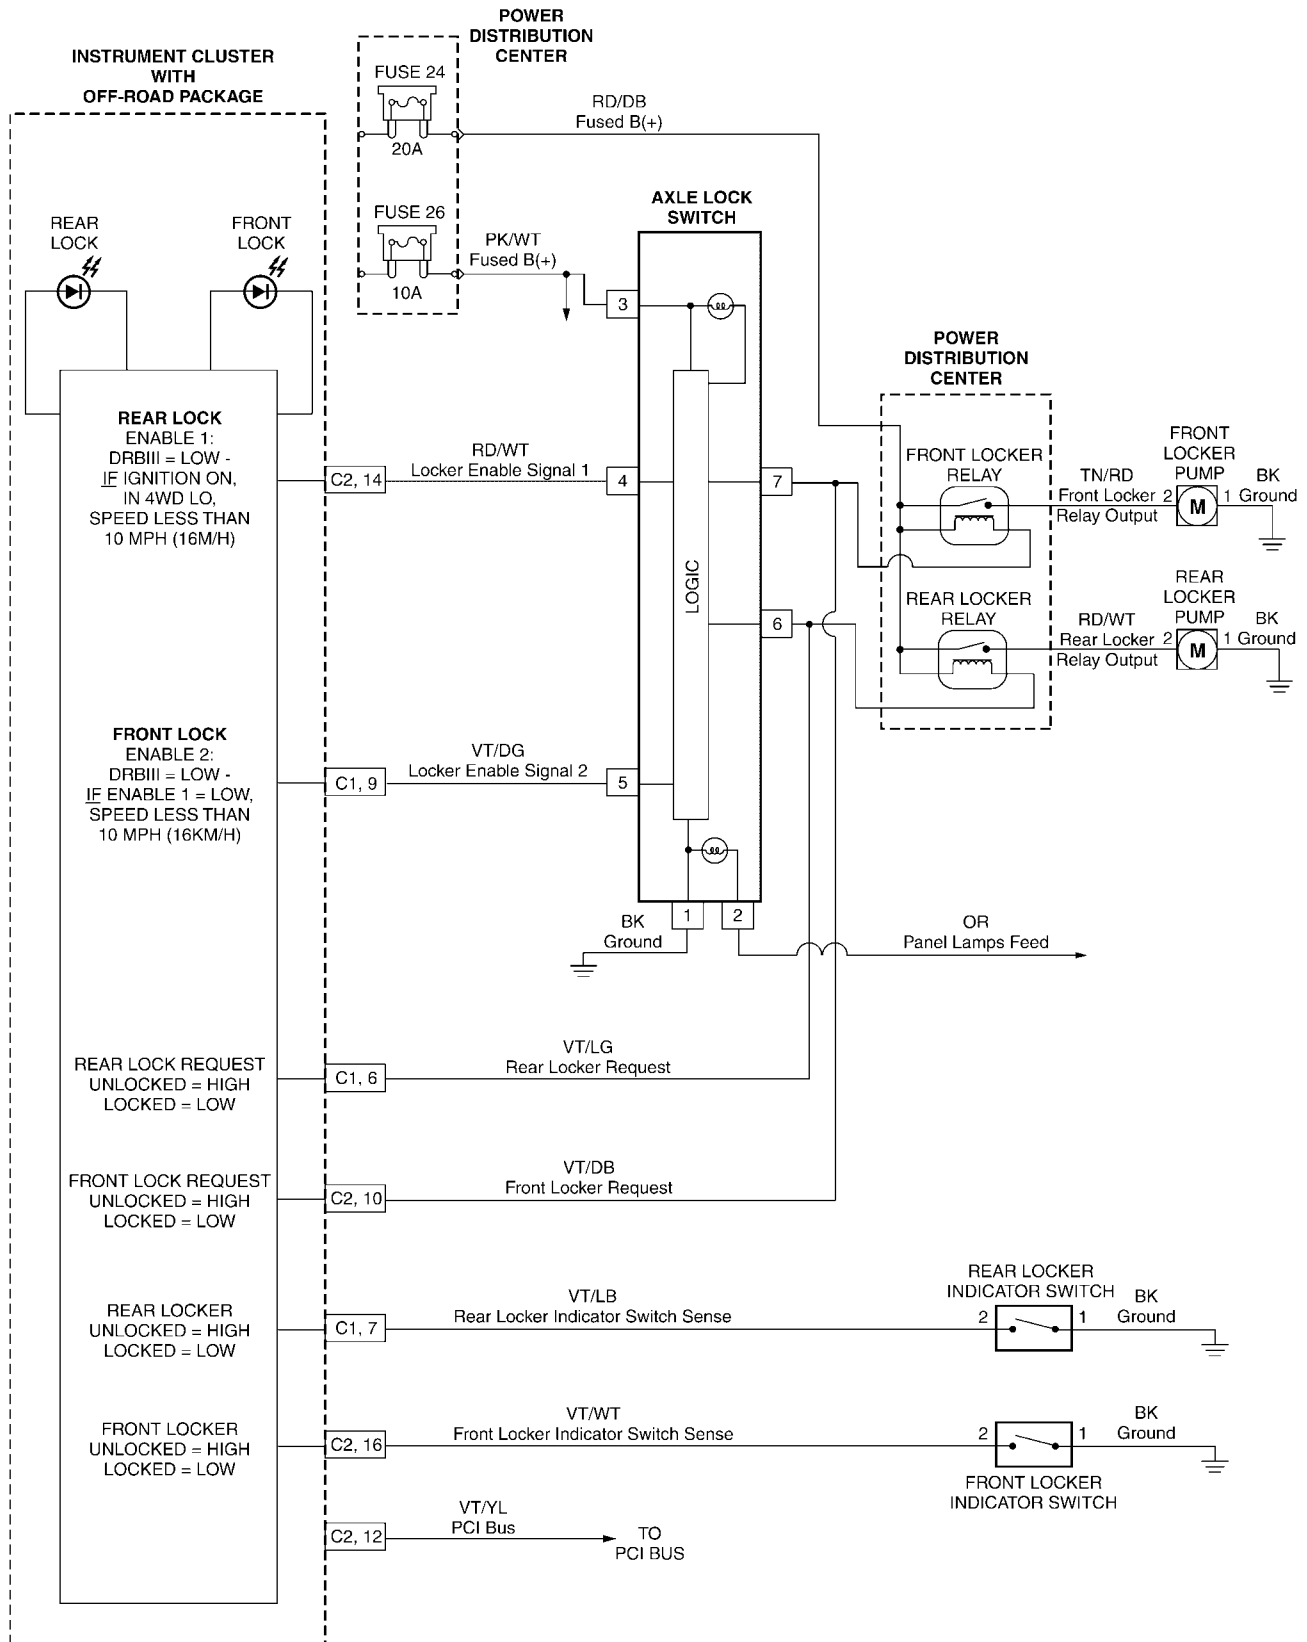 POWER
DISTRIBUTION
CENTER
INSTRUMENT CLUSTER
WITH
OFF-ROAD PACKAGE
FUSE 24
20A
RD/DB
Fused B(+)
FUSE 26
10A
PK/WT
Fused B(+)
AXLE LOCK
SWITCH
REAR
LOCK
FRONT
LOCK
3
POWER
DISTRIBUTION
CENTER
REAR LOCK
ENABLE 1:
DRBIII = LOW -
IF IGNITION ON,
IN 4WD LO,
SPEED LESS THAN
10 MPH (16M/H)
C2, 14
RD/WT
Locker Enable Signal 1
4
7
LOGIC
FRONT LOCKER
RELAY
TN/RD
Front Locker
Relay Output
FRONT
LOCKER
PUMP
2
M
1
BK
Ground
6
REAR LOCKER
RELAY
RD/WT
Rear Locker
Relay Output
REAR
LOCKER
PUMP
2
M
1
BK
Ground
FRONT LOCK
ENABLE 2:
DRBIII = LOW -
IF ENABLE 1 = LOW,
SPEED LESS THAN
10 MPH (16KM/H)
C1, 9
VT/DG
Locker Enable Signal 2
5
1
2
BK
Ground
OR
Panel Lamps Feed
REAR LOCK REQUEST
UNLOCKED = HIGH
LOCKED = LOW
C1, 6
VT/LG
Rear Locker Request
FRONT LOCK REQUEST
UNLOCKED = HIGH
LOCKED = LOW
C2, 10
VT/DB
Front Locker Request
REAR LOCKER
UNLOCKED = HIGH
LOCKED = LOW
C1, 7
VT/LB
Rear Locker Indicator Switch Sense
REAR LOCKER
INDICATOR SWITCH
2
1
BK
Ground
FRONT LOCKER
UNLOCKED = HIGH
LOCKED = LOW
C2, 16
VT/WT
Front Locker Indicator Switch Sense
2
1
BK
Ground
FRONT LOCKER
INDICATOR SWITCH
C2, 12
VT/YL
PCI Bus
TO
PCI BUS